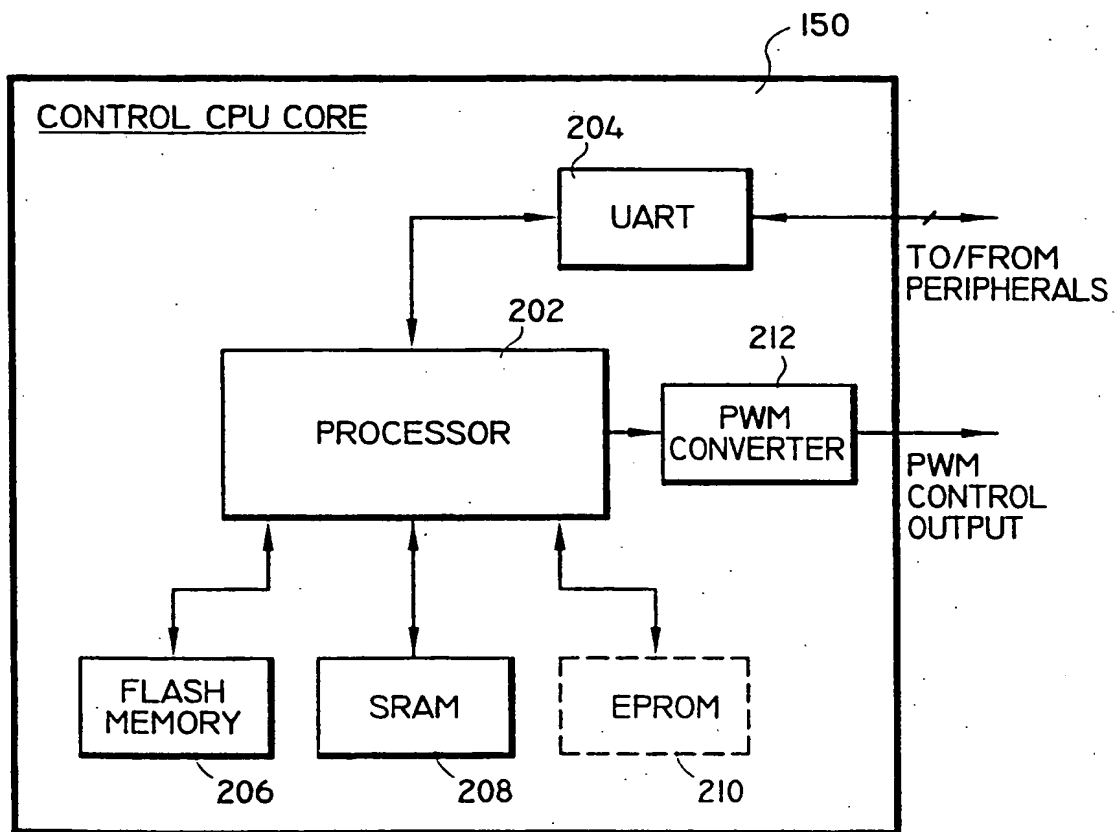 150
CONTROL CPU CORE
204
UART
TO/FROM
PERIPHERALS
202
PROCESSOR
212
PWM
CONVERTER
PWM
CONTROL
OUTPUT
FLASH
MEMORY
206
SRAM
208
EPROM
210